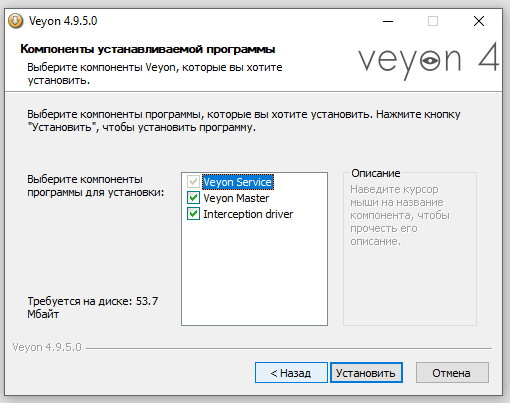 Veyon 4.9.5.0
Компоненты устанавливаемой программы
Выберите компоненты Veyon, которые вы хотите
установить.
veyon 4
Выберите компоненты программы, которые вы хотите установить. Нажмите кнопку
"Установить", чтобы установить программу.
Выберите компоненты
программы для установки:
Veyon Service
Veyon Master
Interception driver
Описание
Наведите курсор
мыши на название
компонента, чтобы
прочесть его
описание.
Требуется на диске: 53.7
Мбайт
Veyon 4.9.5.0
< Назад
Установить
Отмена